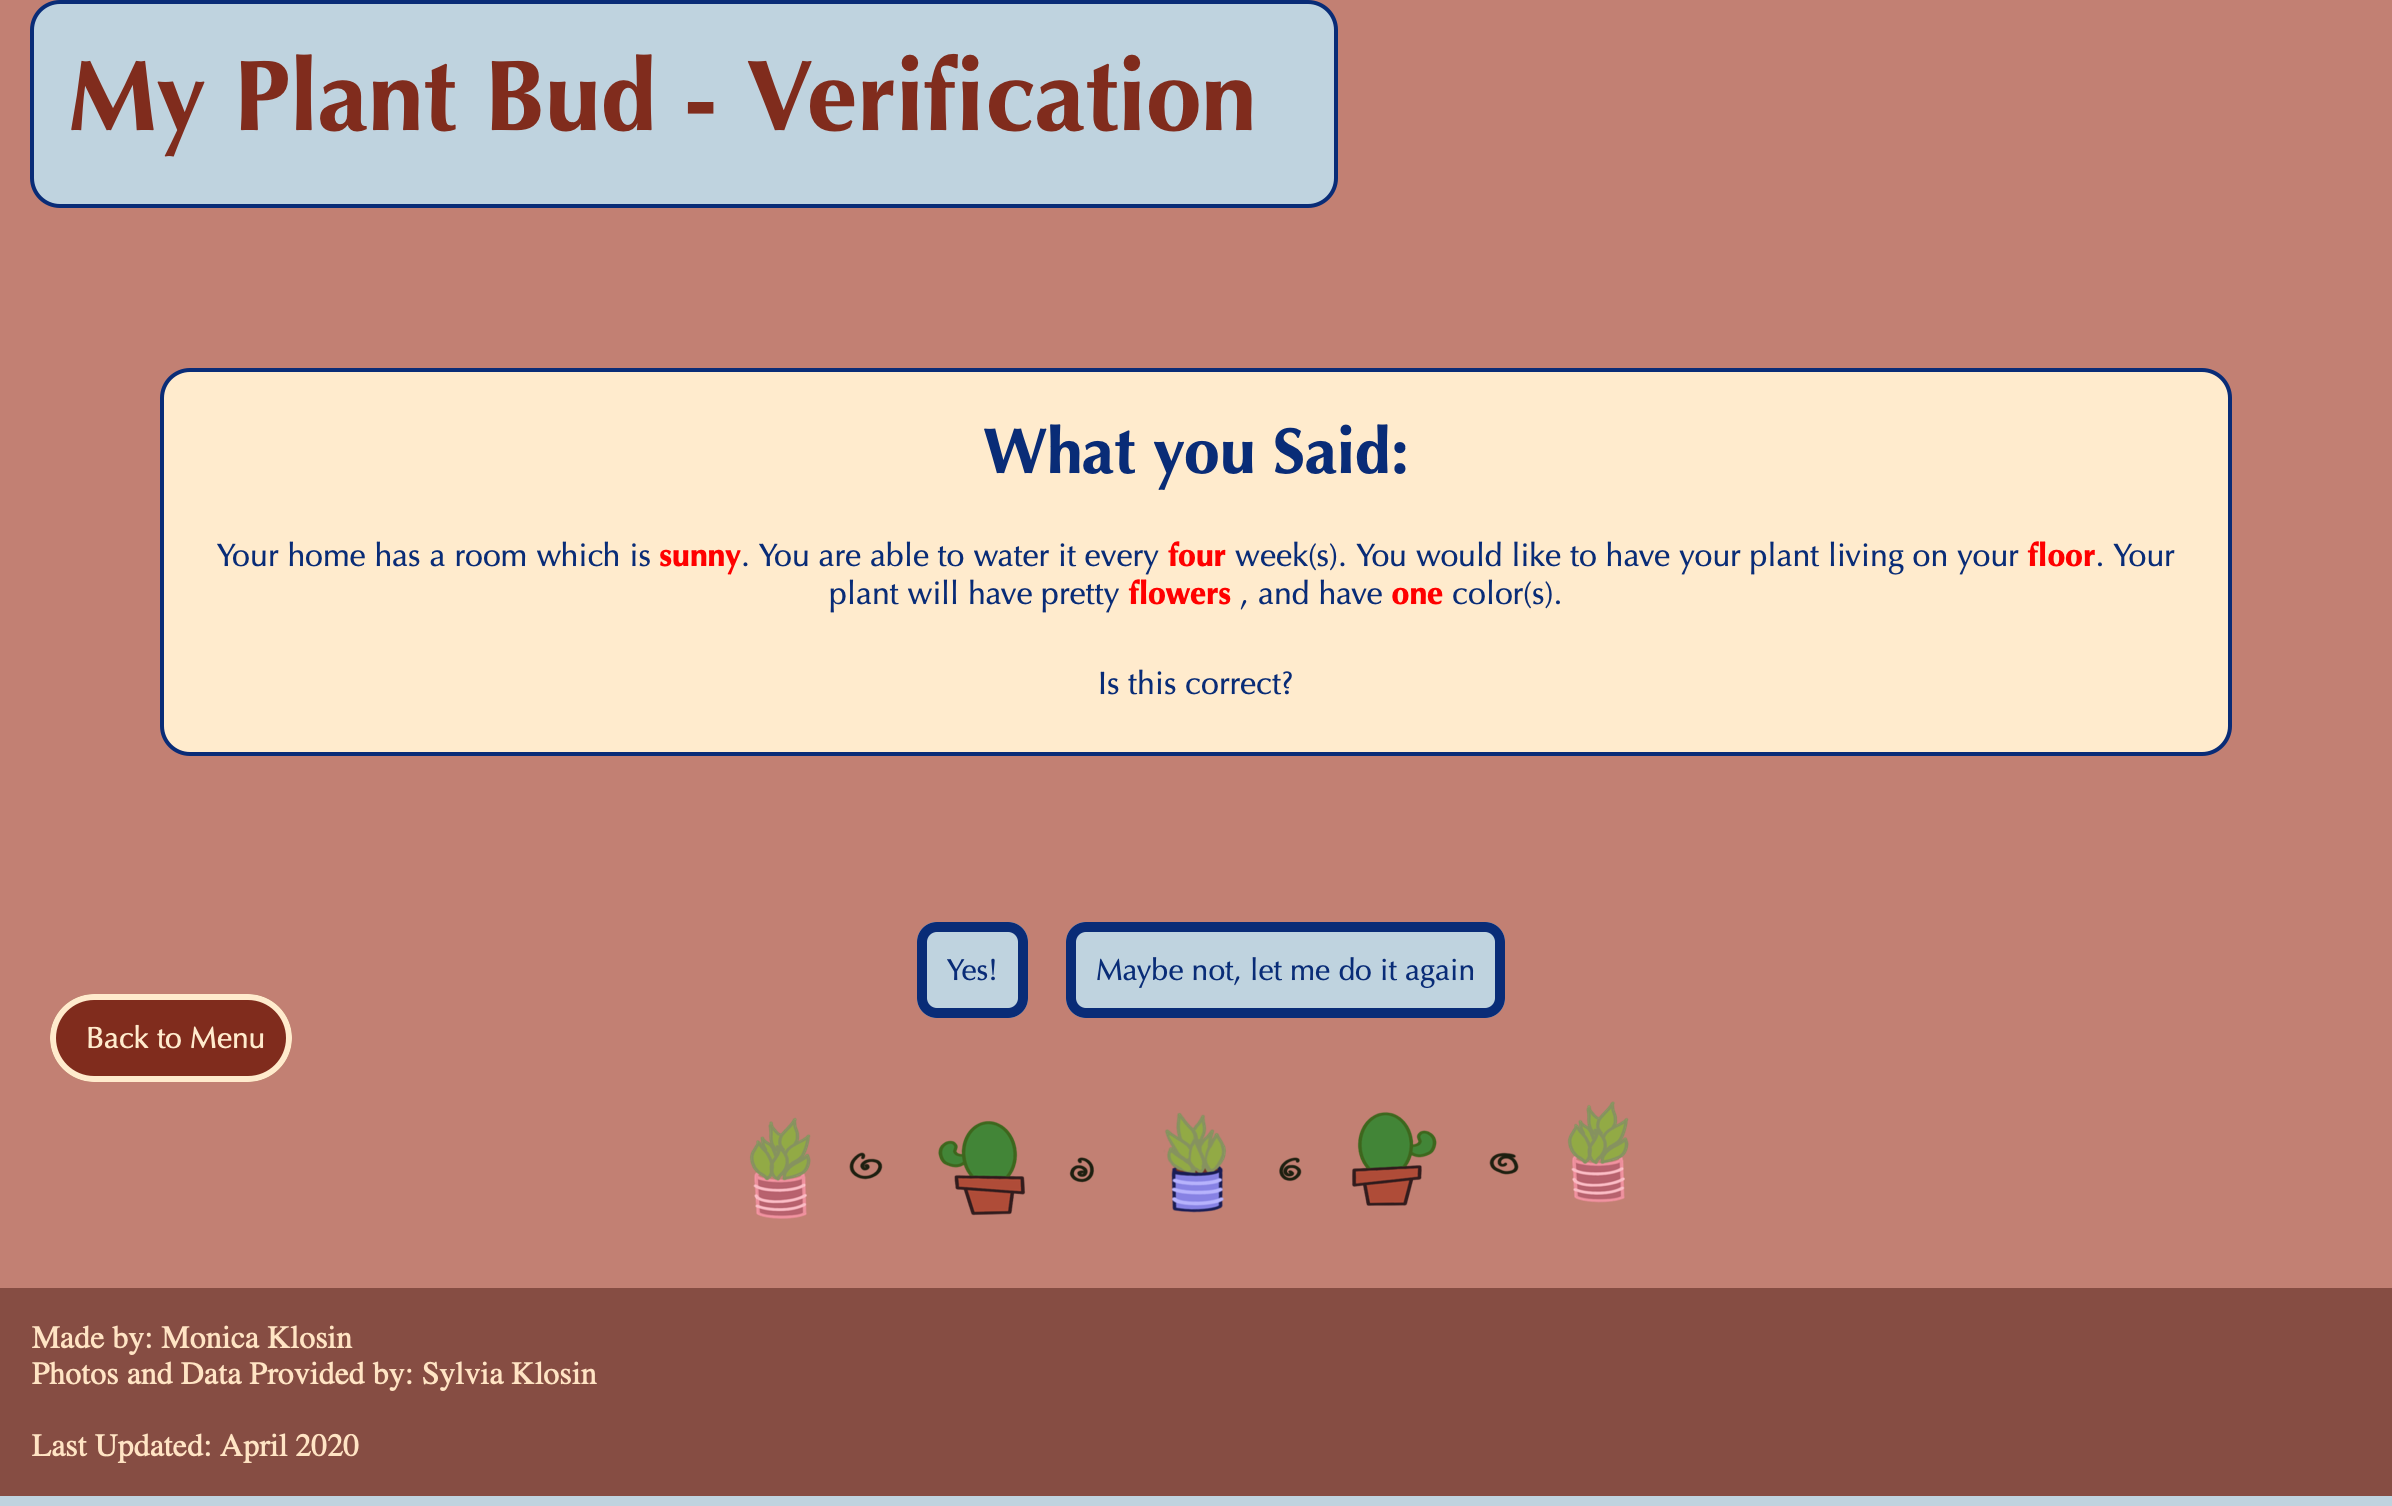 My Plant Bud - Verification
What you Said:
Your home has a room which is sunny. You are able to water it every four week(s). You would like to have your plant living on your floor. Your
plant will have pretty flowers , and have one color(s).
Is this correct?
Yes!
Maybe not, let me do it again
Back to Menu
Made by: Monica Klosin
Photos and Data Provided by: Sylvia Klosin
Last Updated: April 2020